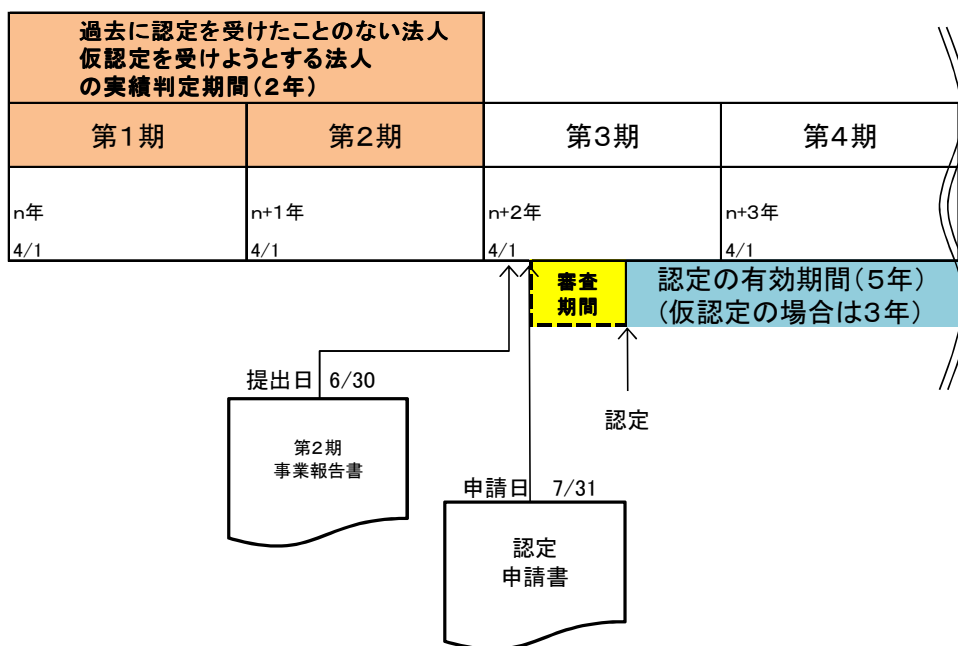 過去に認定を受けたことのない法人
仮認定を受けようとする法人
の実績判定期間(2年)
第1期
第2期
第3期
第4期
n年
4/1
n+1年
4/1
n+2年
4/1
n+3年
4/1
審査
期間
認定の有効期間(5年)
(仮認定の場合は3年)
提出日 6/30
認定
第2期
事業報告書
申請日 7/31
認定
申請書